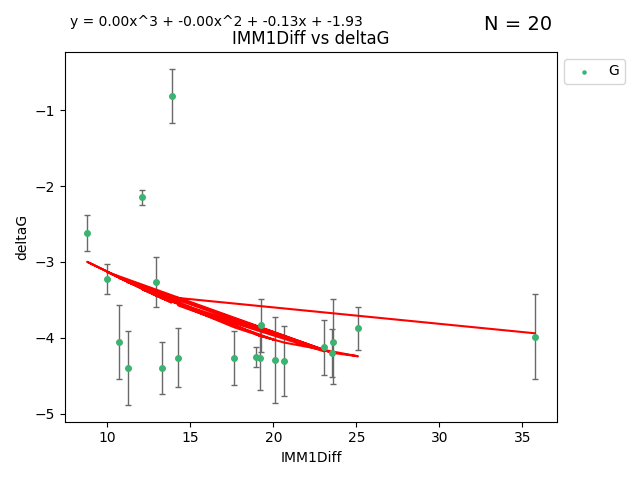 y = 0.00x^3 + -0.00x^2 + -0.13x + -1.93
N = 20
IMM1Diff vs deltaG
G
deltaG
−1
−2
−3
−4
−5
10 15 20 25 30 35
IMM1Diff